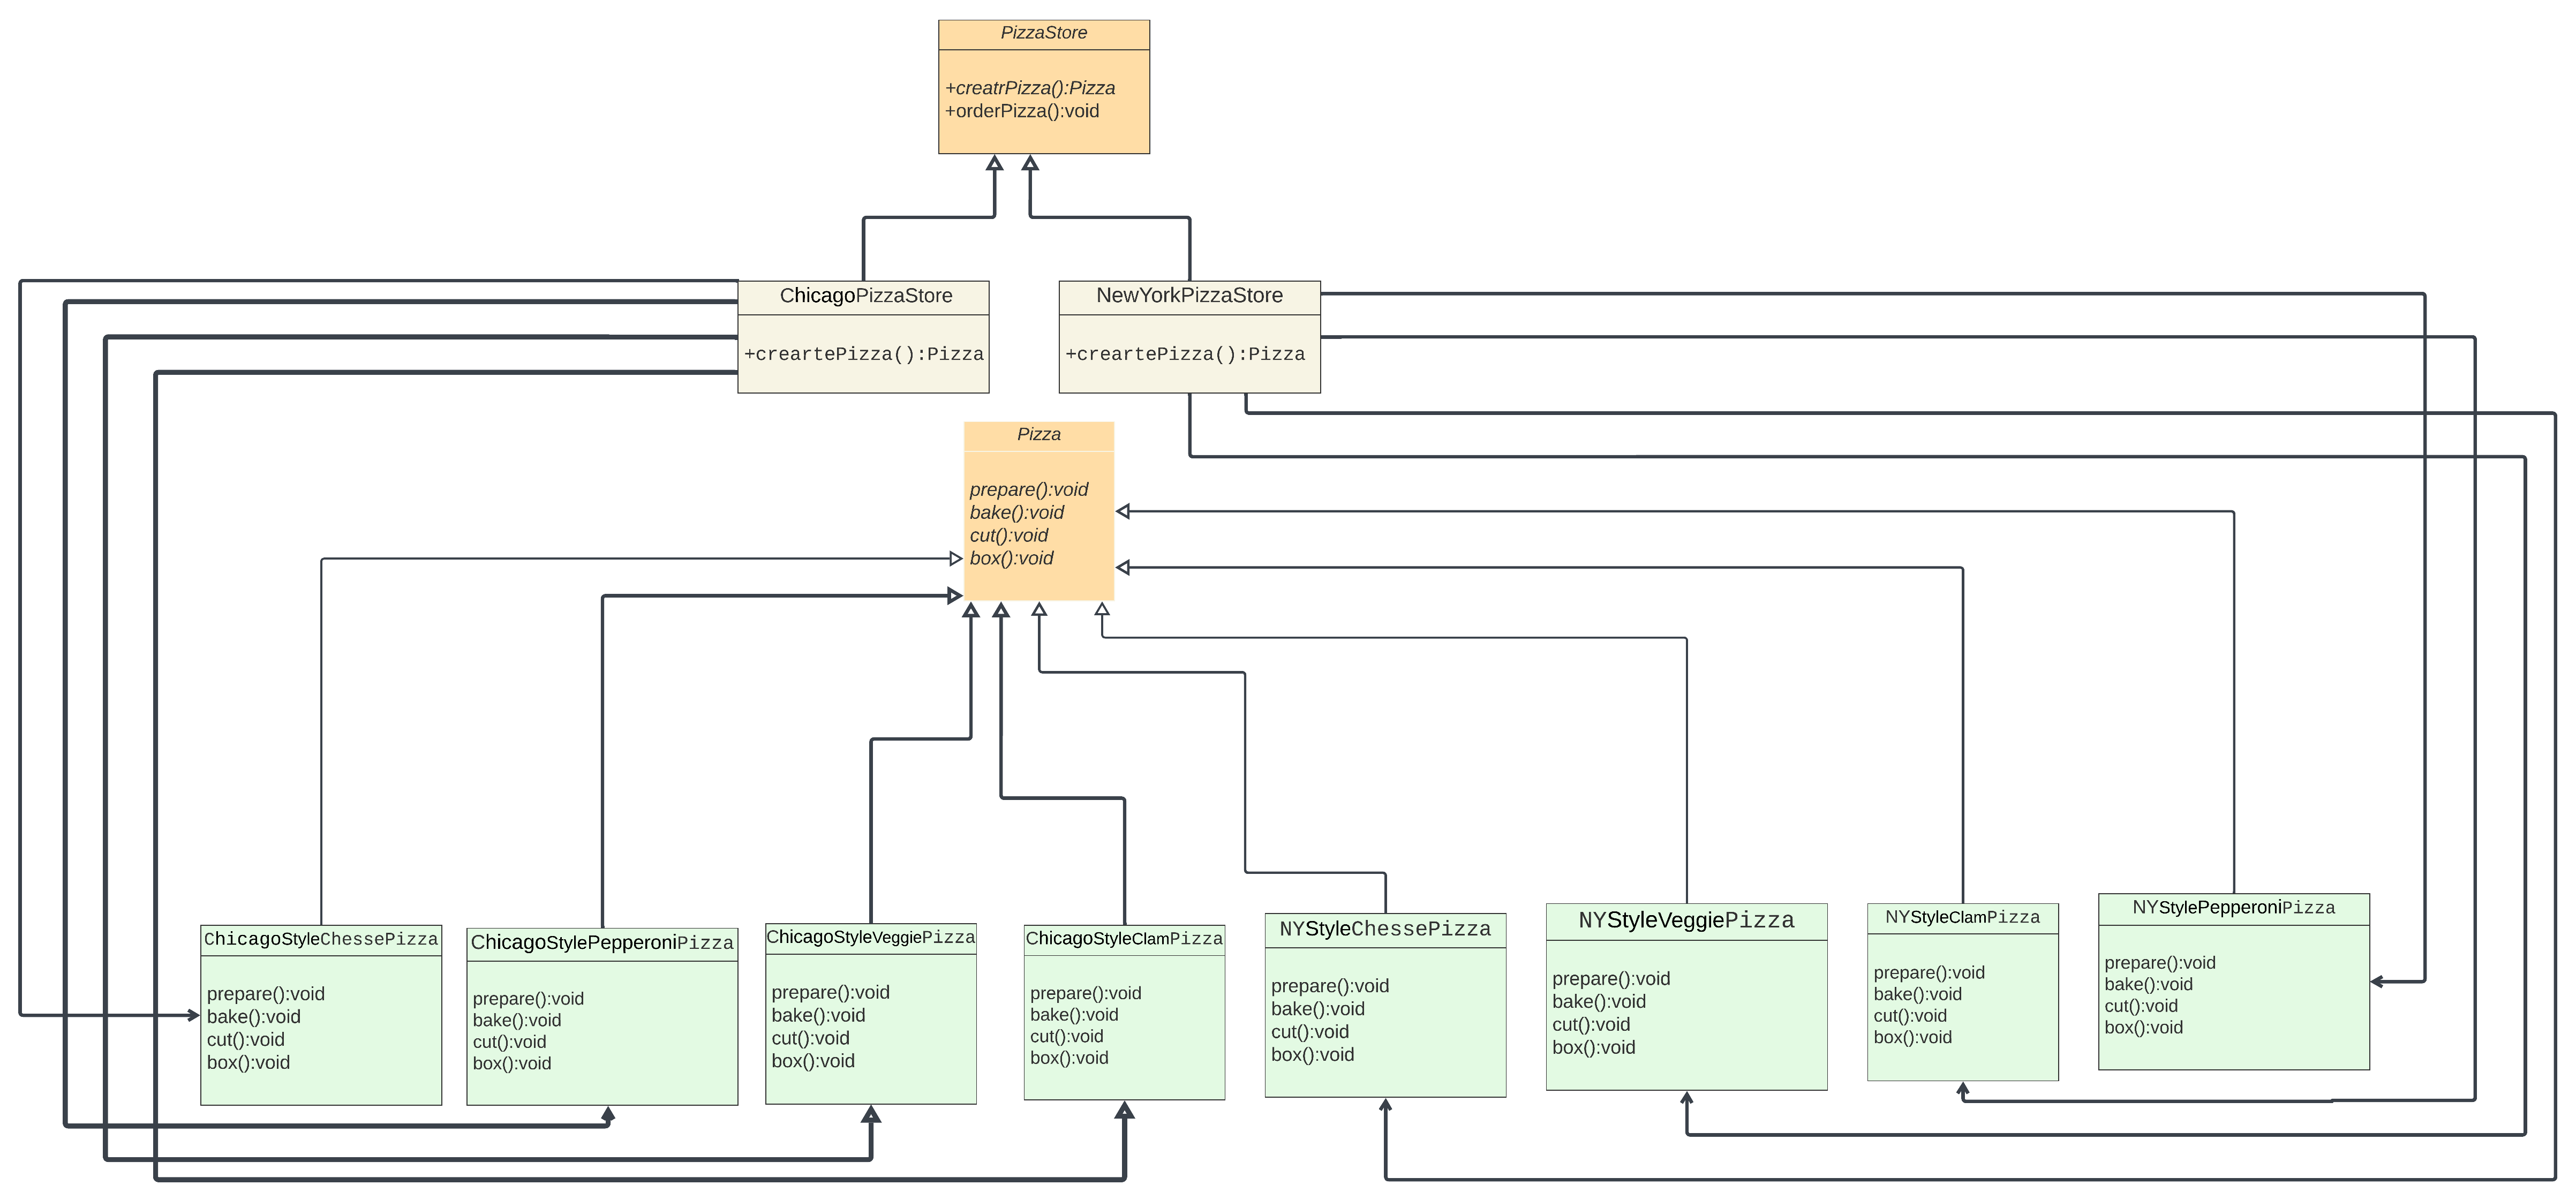 PizzaStore
+creatrPizza():Pizza
+orderPizza():void
ChicagoPizzaStore
+creartePizza():Pizza
NewYorkPizzaStore
+creartePizza():Pizza
Pizza
prepare():void
bake():void
cut():void
box():void
ChicagoStyleChessePizza
prepare():void
bake():void
cut():void
box():void
ChicagoStylePepperoniPizza
prepare():void
bake():void
cut():void
box():void
ChicagoStyleVeggiePizza
prepare():void
bake():void
cut():void
box():void
ChicagoStyleClamPizza
prepare():void
bake():void
cut():void
box():void
NYStyleChessePizza
prepare():void
bake():void
cut():void
box():void
NYStyleVeggiePizza
prepare():void
bake():void
cut():void
box():void
NYStyleClamPizza
prepare():void
bake():void
cut():void
box():void
NYStylePepperoniPizza
prepare():void
bake():void
cut():void
box():void